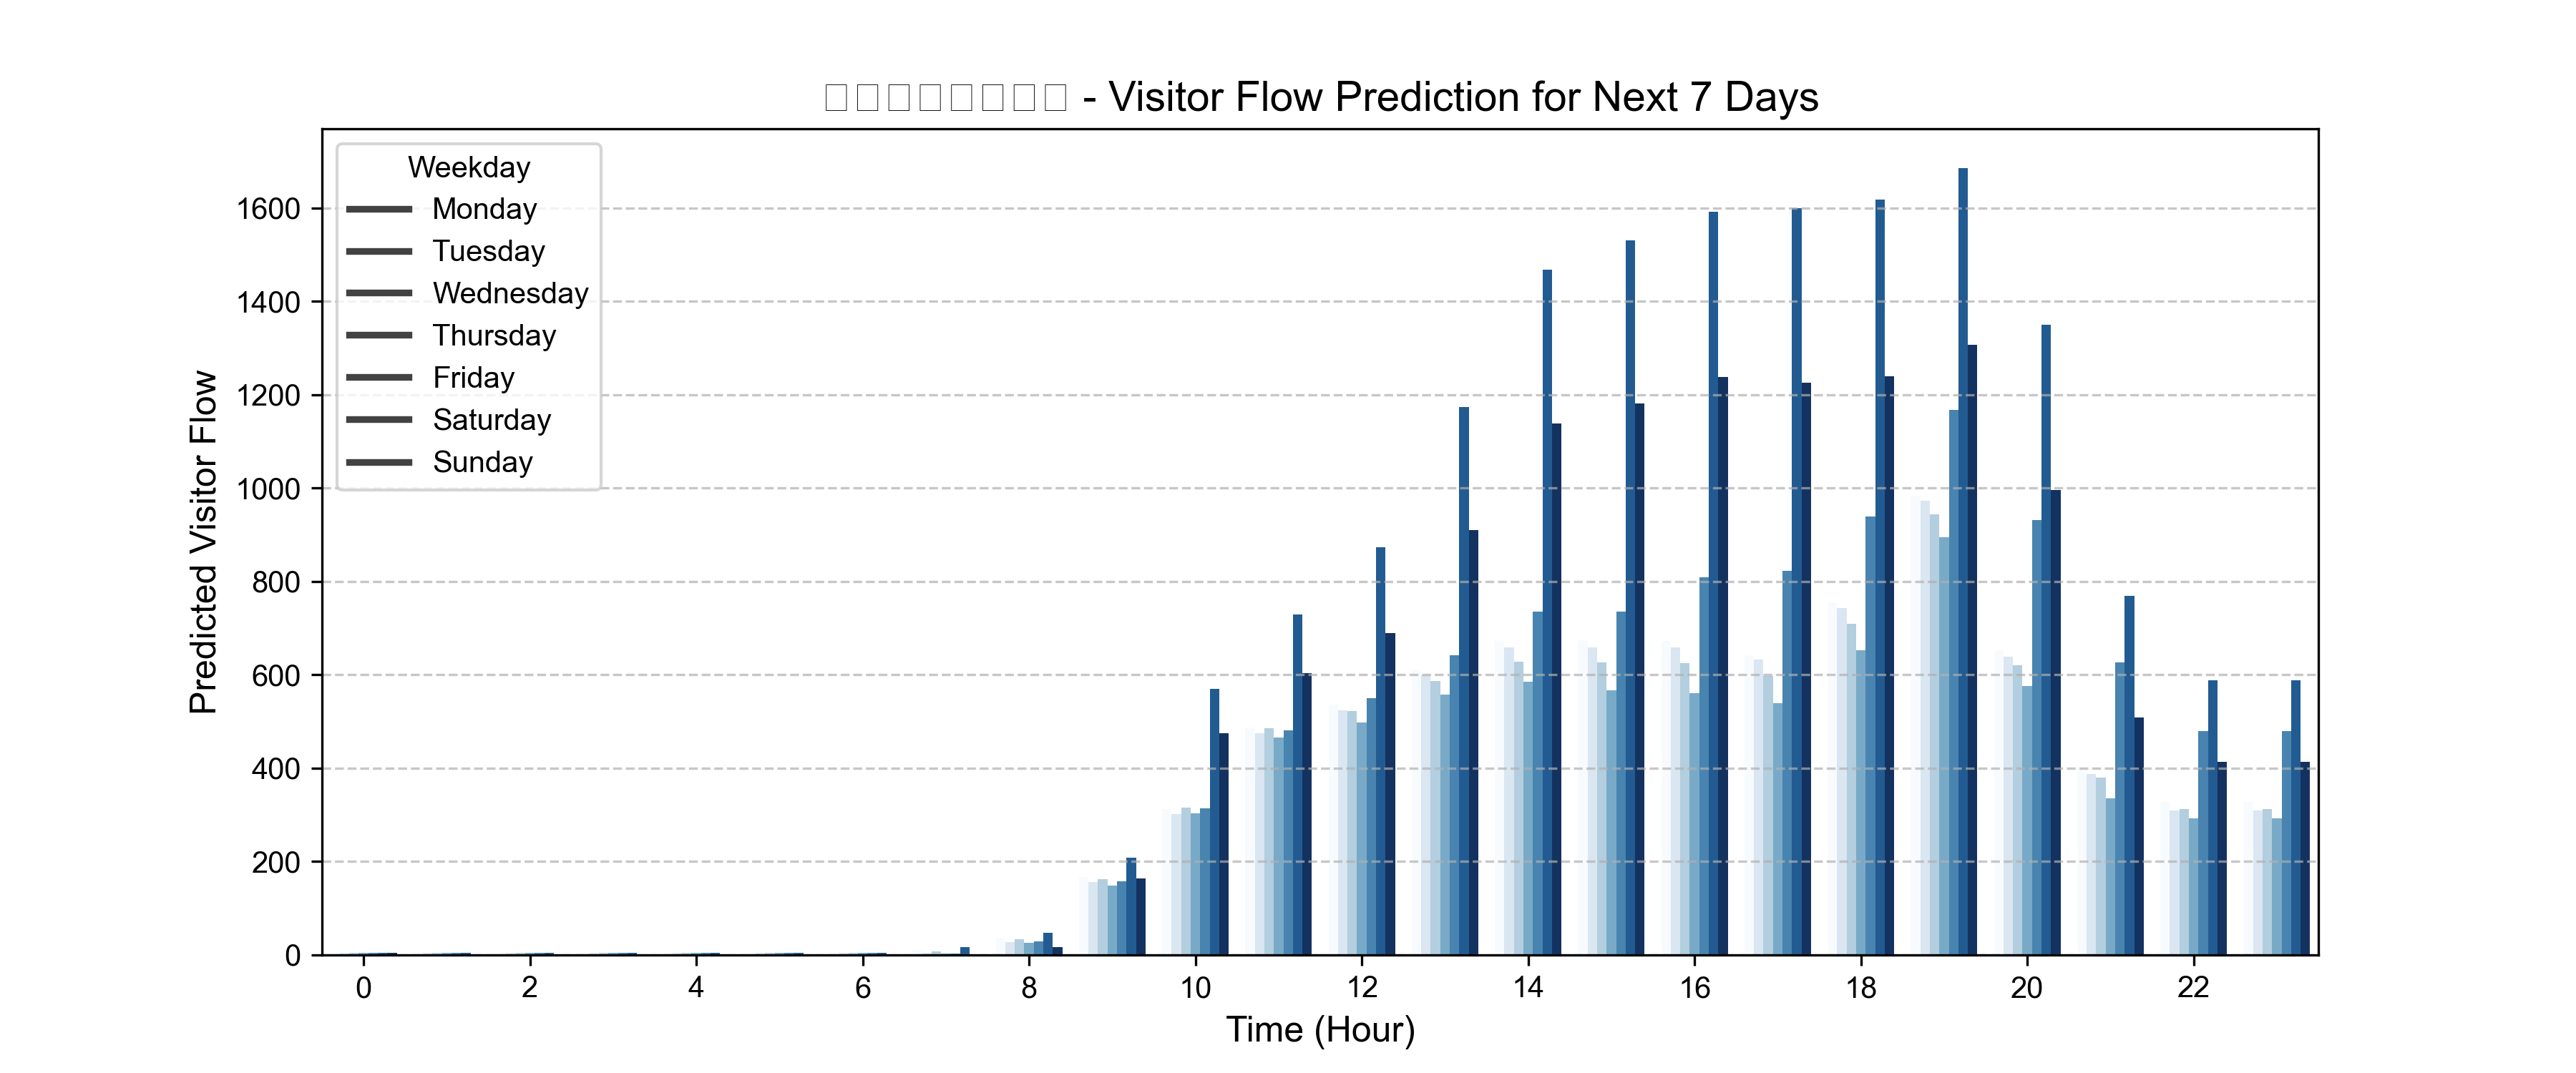 □□□□□□□□ - Visitor Flow Prediction for Next 7 Days
Weekday
Monday
Tuesday
Wednesday
Thursday
Friday
Saturday
Sunday
Predicted Visitor Flow
1600
1400
1200
1000
800
600
400
200
0
0 2 4 6 8 10 12 14 16 18 20 22
Time (Hour)